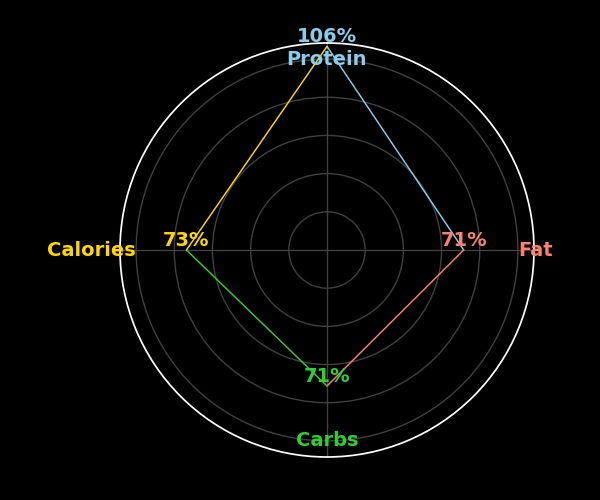 106%
Protein
Calories
73%
71%
Fat
71%
Carbs